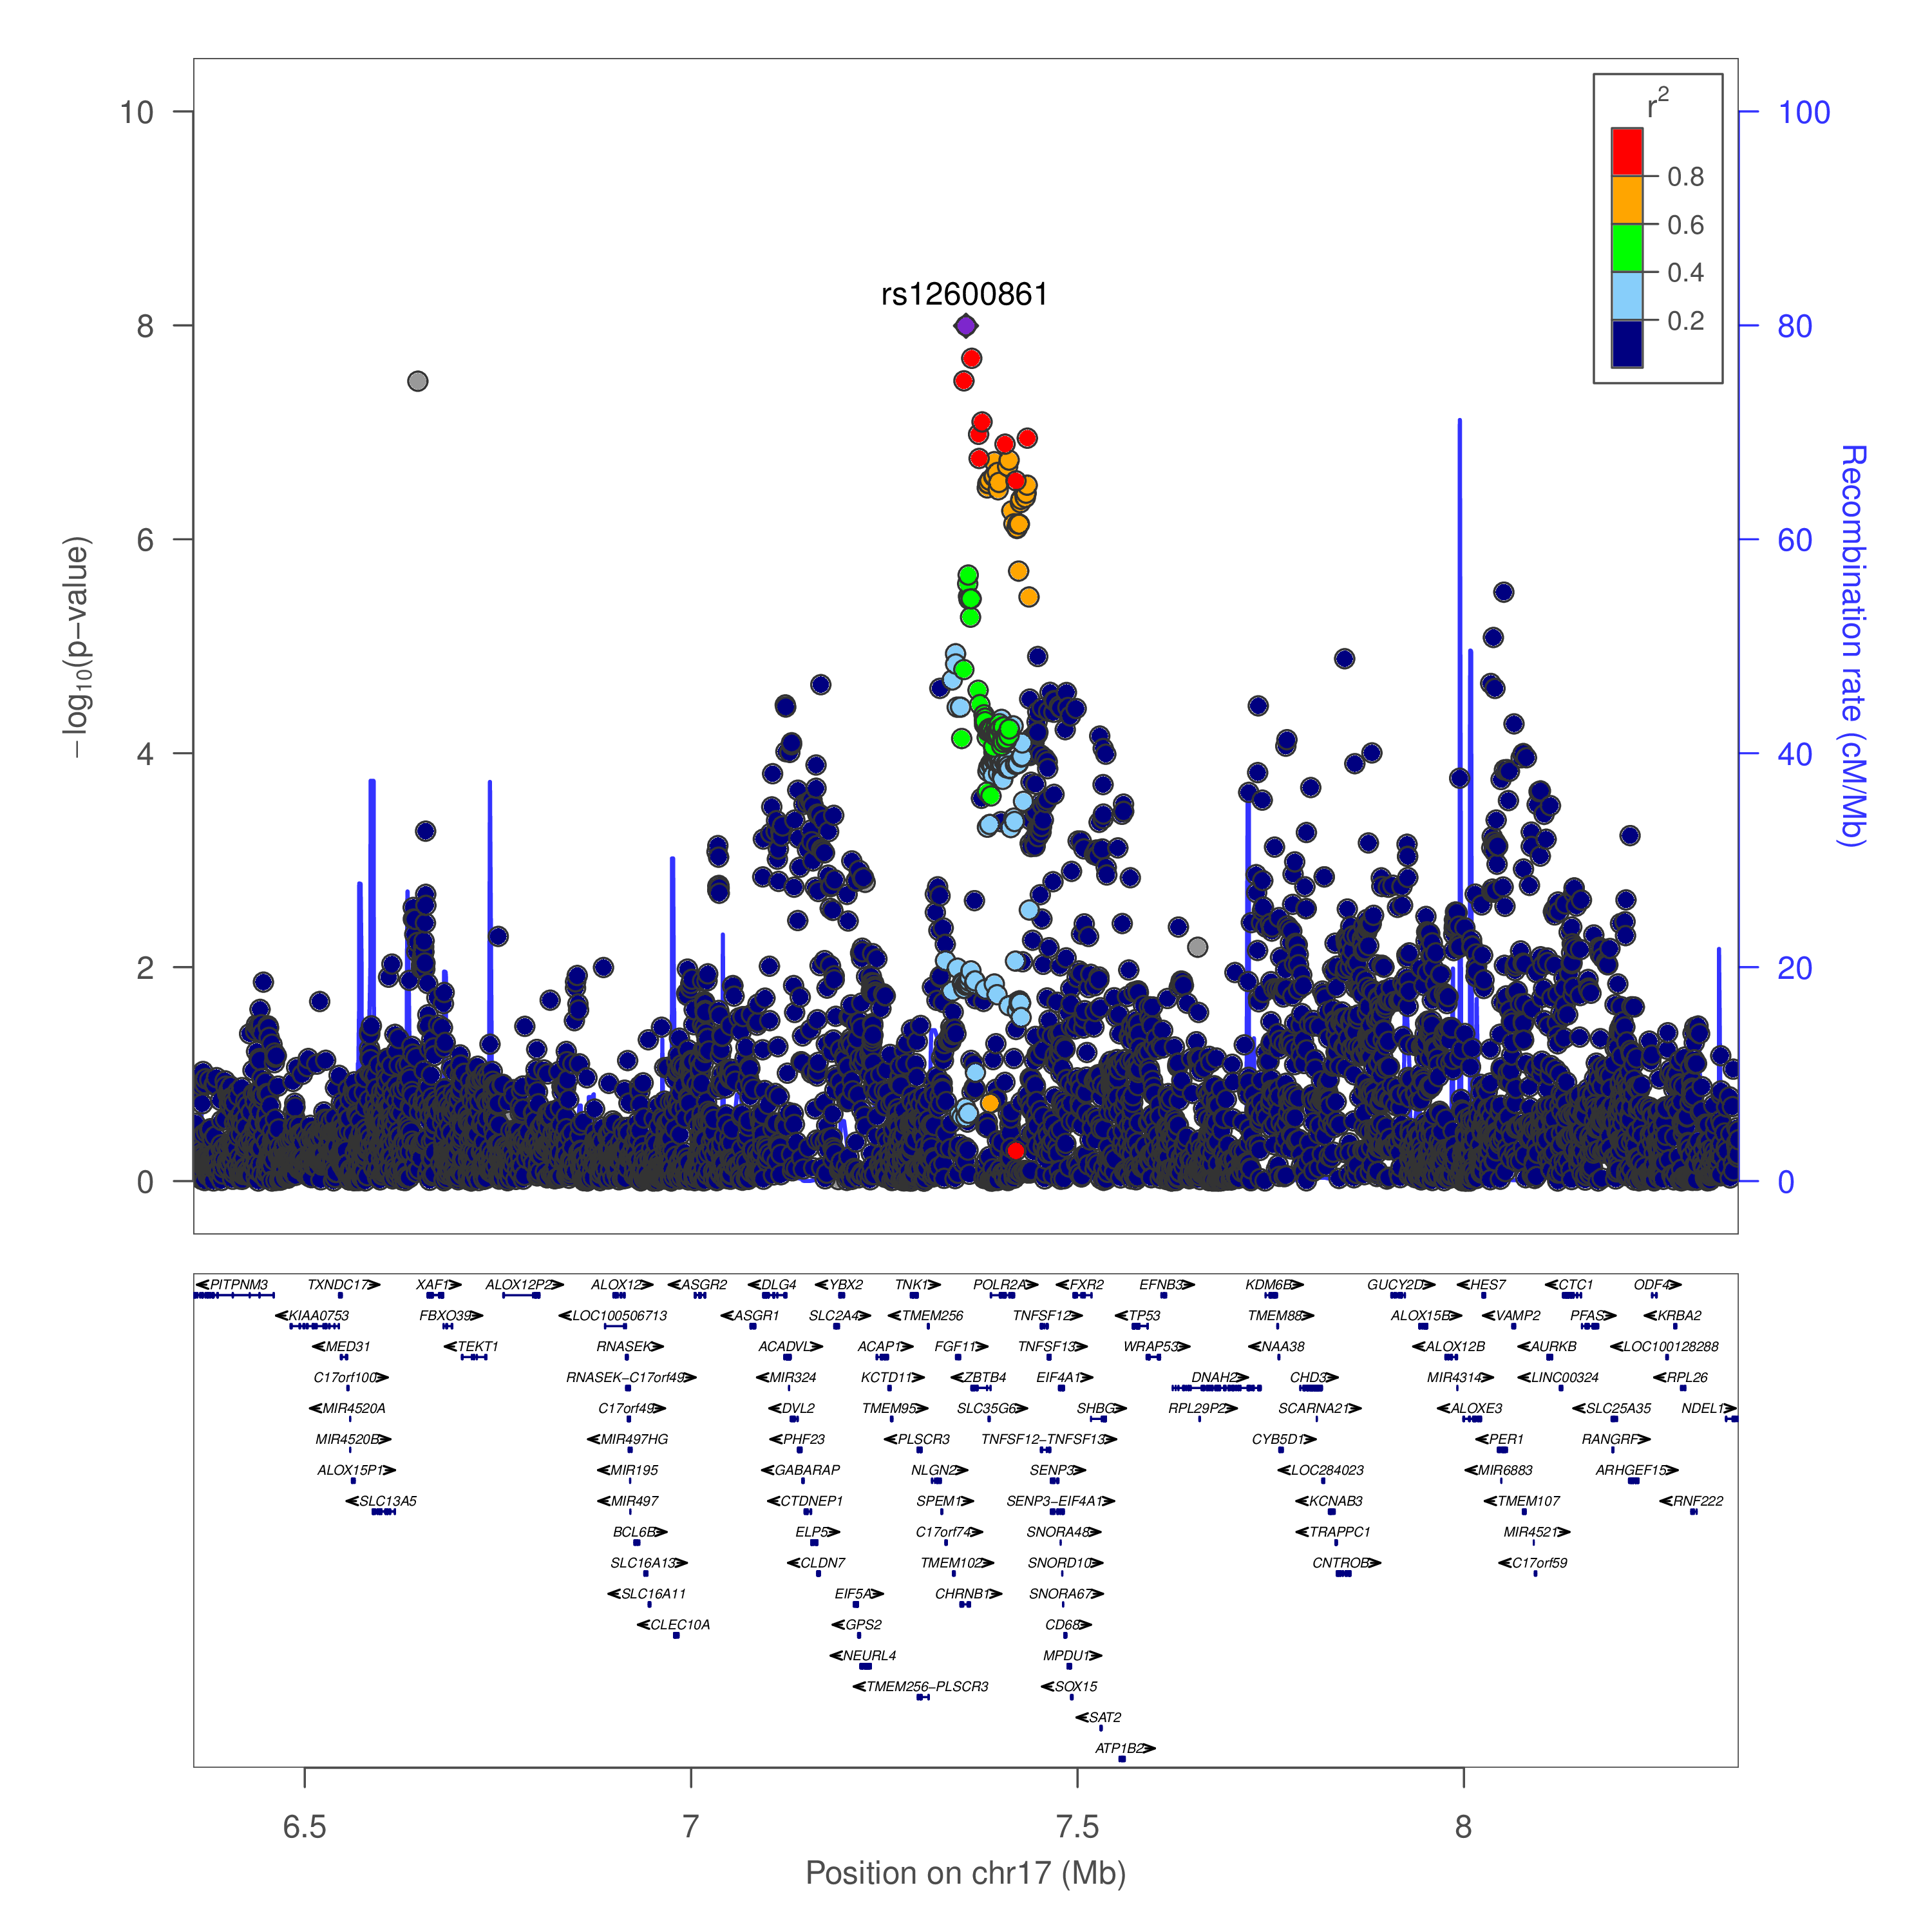 rs12600861
r2
0.8
0.6
0.4
0.2
10
8
6
4
2
0
−log10(p−value)
100
80
60
40
20
0
Recombination rate (cM/Mb)
PITPNM3 TXNDC17 XAF1 ALOX12P2 ALOX12 ASGR2 DLG4 YBX2 TNK1 POLR2A FXR2 EFNB3 KDM6B GUCY2D HES7 CTC1 ODF4
KIAA0753 FBXO39 LOC100506713 ASGR1 SLC2A4 TMEM256 TNFSF12 TP53 TMEM88 ALOX15B VAMP2 PFAS KRBA2
MED31 TEKT1 RNASEK ACADVL ACAP1 FGF11 TNFSF13 WRAP53 NAA38 ALOX12B AURKB LOC100128288
C17orf100 RNASEK−C17orf49 MIR324 KCTD11 ZBTB4 EIF4A1 DNAH2 CHD3 MIR4314 LINC00324 RPL26
MIR4520A C17orf49 DVL2 TMEM95 SLC35G6 SHBG RPL29P2 SCARNA21 ALOXE3 SLC25A35 NDEL1
MIR4520B MIR497HG PHF23 PLSCR3 TNFSF12−TNFSF13 CYB5D1 PER1 RANGRF
ALOX15P1 MIR195 GABARAP NLGN2 SENP3 LOC284023 MIR6883 ARHGEF15
SLC13A5 MIR497 CTDNEP1 SPEM1 SENP3−EIF4A1 KCNAB3 TMEM107 RNF222
BCL6B ELP5 C17orf74 SNORA48 TRAPPC1 MIR4521
SLC16A13 CLDN7 TMEM102 SNORD10 CNTROB C17orf59
SLC16A11 EIF5A CHRNB1 SNORA67
CLEC10A GPS2 CD68
NEURL4 MPDU1
TMEM256−PLSCR3 SOX15
SAT2
ATP1B2
6.5 7 7.5 8
Position on chr17 (Mb)